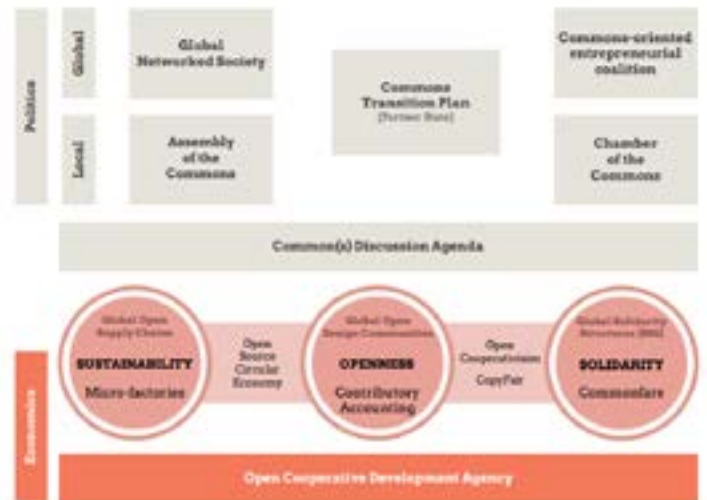 Politics
Global
Local
Global
Networked Society
Assembly
of the
Commons
Commons
Transition Plan
(Partner State)
Commons-oriented
entrepreneurial
coalition
Chamber
of the
Commons
Common(s) Discussion Agenda
Economics
Global Open
Supply Chains
SUSTAINABILITY
Micro-factories
Open
Source
Circular
Economy
Global Open
Design Communities
OPENNESS
Contributory
Accounting
Open
Cooperativism
CopyFair
Global Solidarity
Structures
SOLIDARITY
Commonfare
Open Cooperative Development Agency